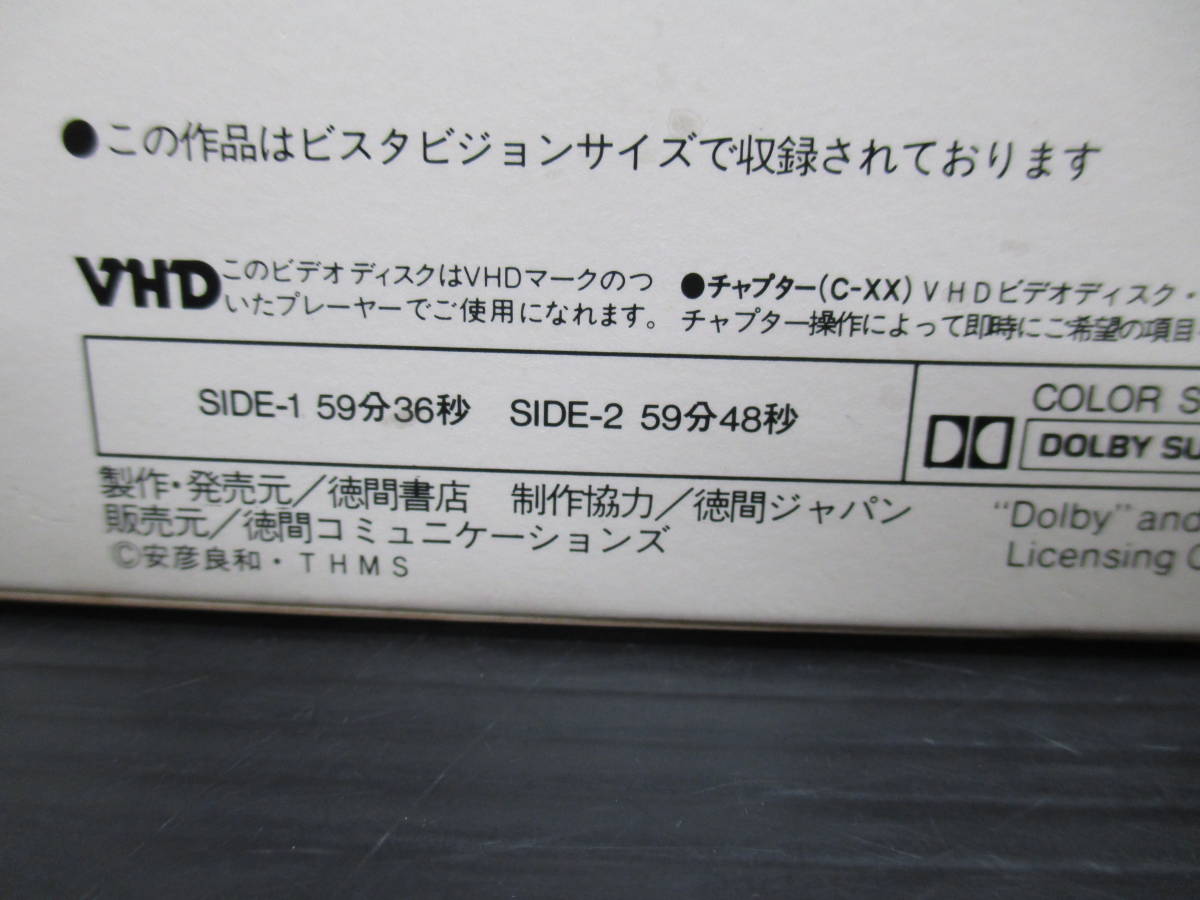 ●この作品はビスタビジョンサイズで収録されております
VHD このビデオディスクはVHDマークのつ
いたプレーヤーでご使用になれます。
●チャプター(C-XX) VHDビデオディスク・
チャプター操作によって即時にご希望の項目
SIDE-1 59分36秒 SIDE-2 59分48秒
COLOR S
DOLBY SU
製作・発売元/徳間書店 制作協力/徳間ジャパン
販売元/徳間コミュニケーションズ
©安彦良和・THMS
"Dolby" and
Licensing C